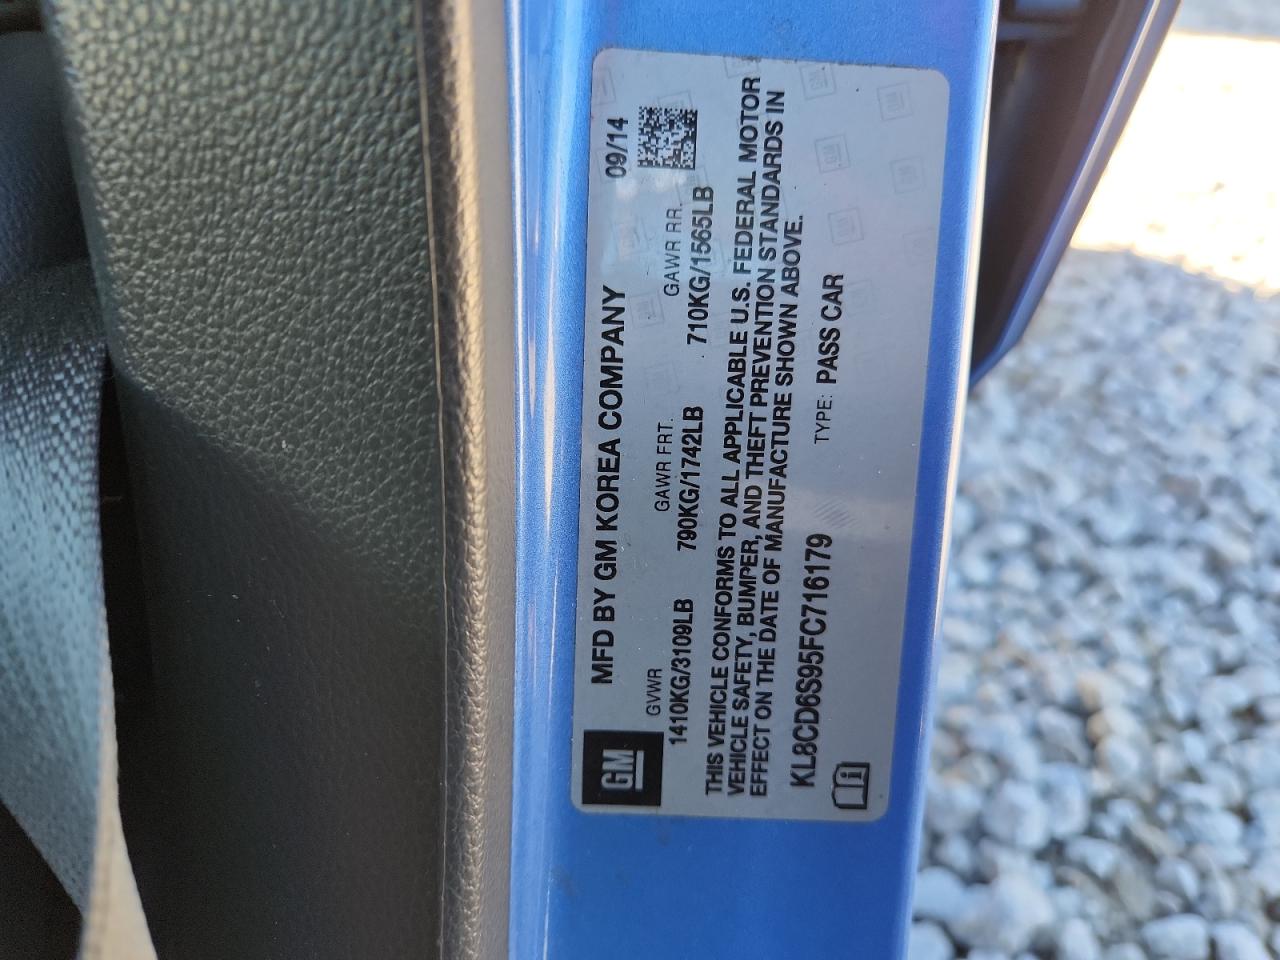 GM
MFD BY GM KOREA COMPANY 09/14
GVWR GAWR FRT. GAWR RR.
1410KG/3109LB 790KG/1742LB 710KG/1565LB
THIS VEHICLE CONFORMS TO ALL APPLICABLE U.S. FEDERAL MOTOR
VEHICLE SAFETY, BUMPER, AND THEFT PREVENTION STANDARDS IN
EFFECT ON THE DATE OF MANUFACTURE SHOWN ABOVE.
KL8CD6S95FC716179 TYPE: PASS CAR